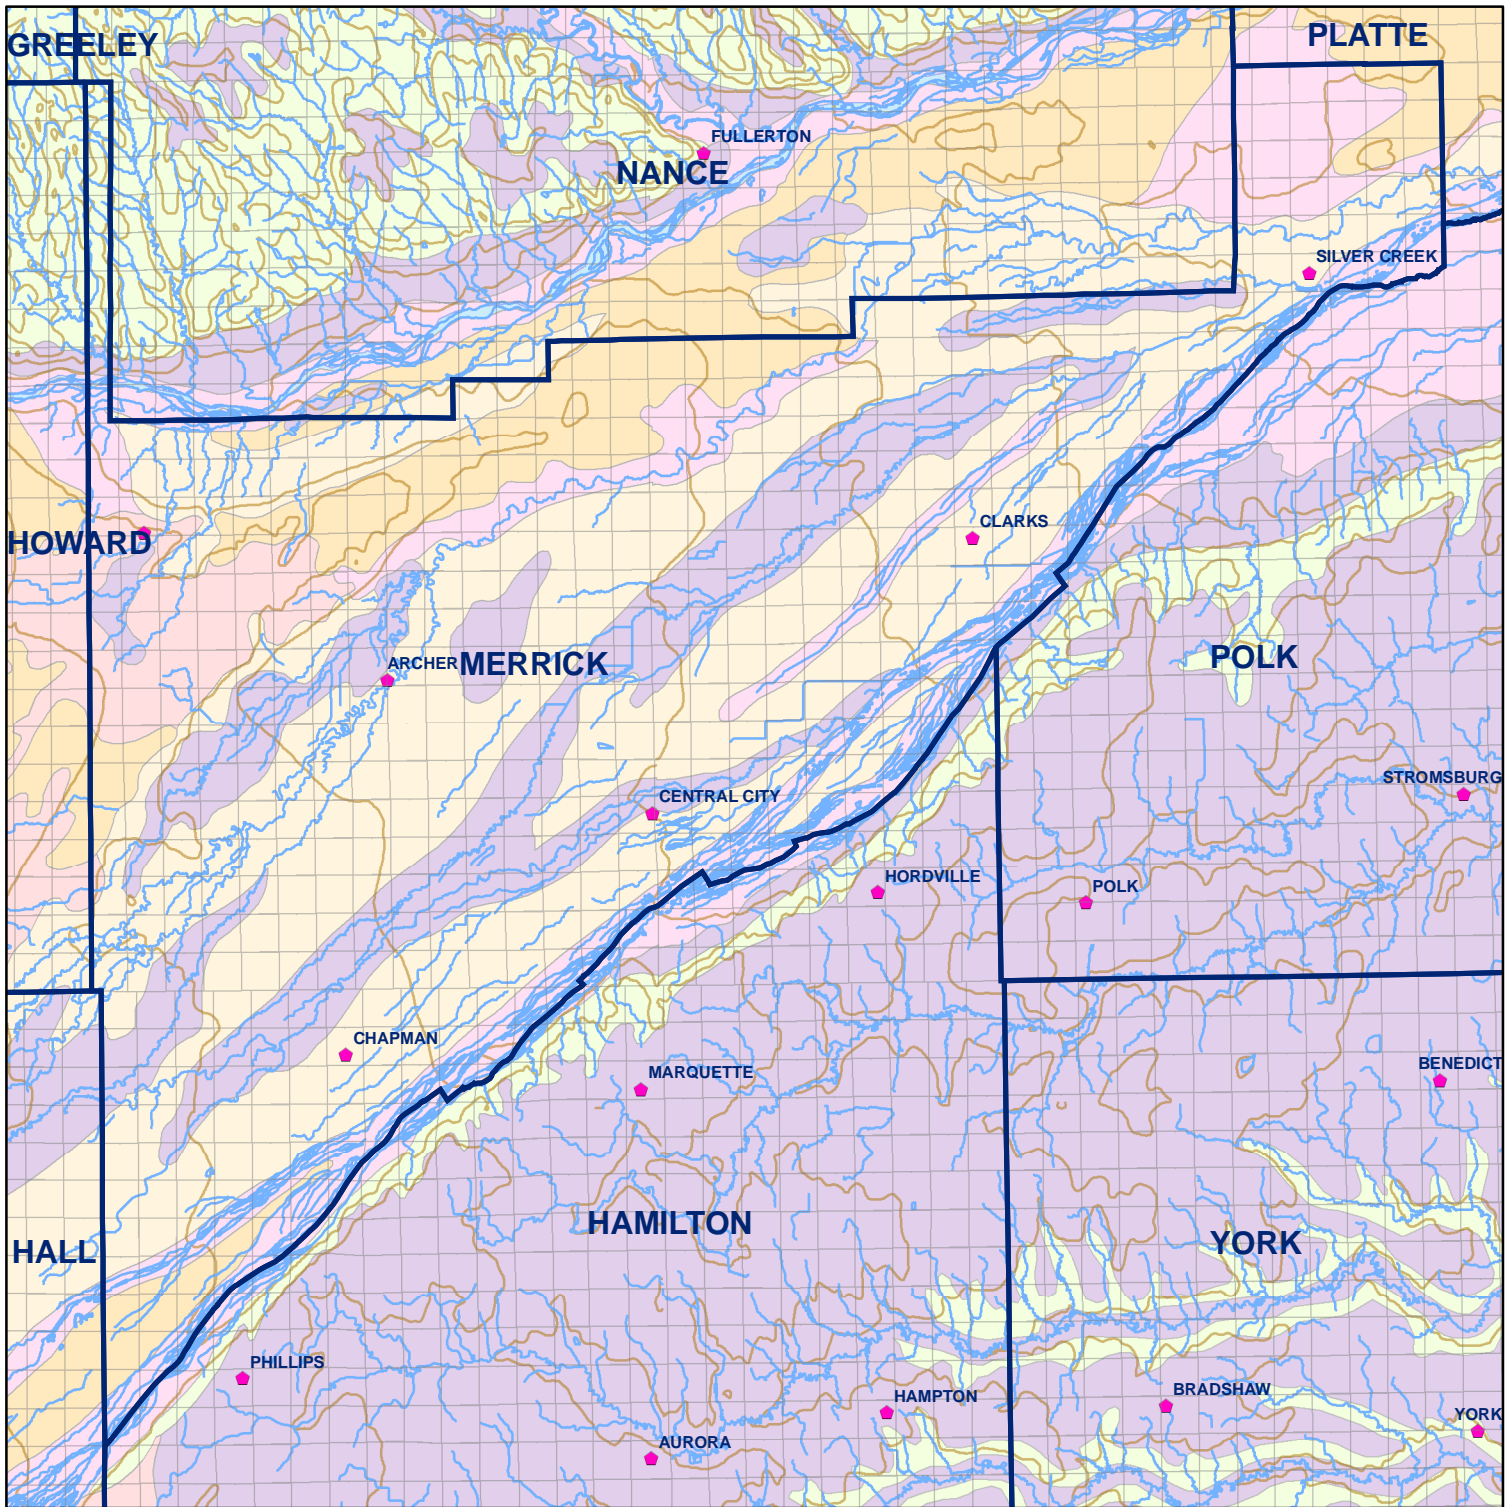 GREELEY
PLATTE
FULLERTON
NANCE
SILVER CREEK
CLARKS
HOWARD
ARCHER
MERRICK
POLK
STROMSBURG
CENTRAL CITY
HORDVILLE
POLK
CHAPMAN
MARQUETTE
BENEDICT
HAMILTON
YORK
HALL
PHILLIPS
HAMPTON
BRADSHAW
YORK
AURORA